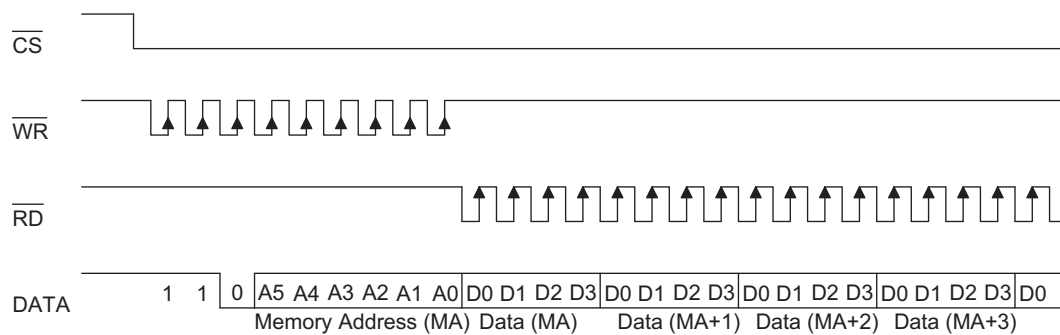 CS
WR
RD
DATA 1 1 0 A5 A4 A3 A2 A1 A0 D0 D1 D2 D3 D0 D1 D2 D3 D0 D1 D2 D3 D0 D1 D2 D3 D0
Memory Address (MA) Data (MA) Data (MA+1) Data (MA+2) Data (MA+3)